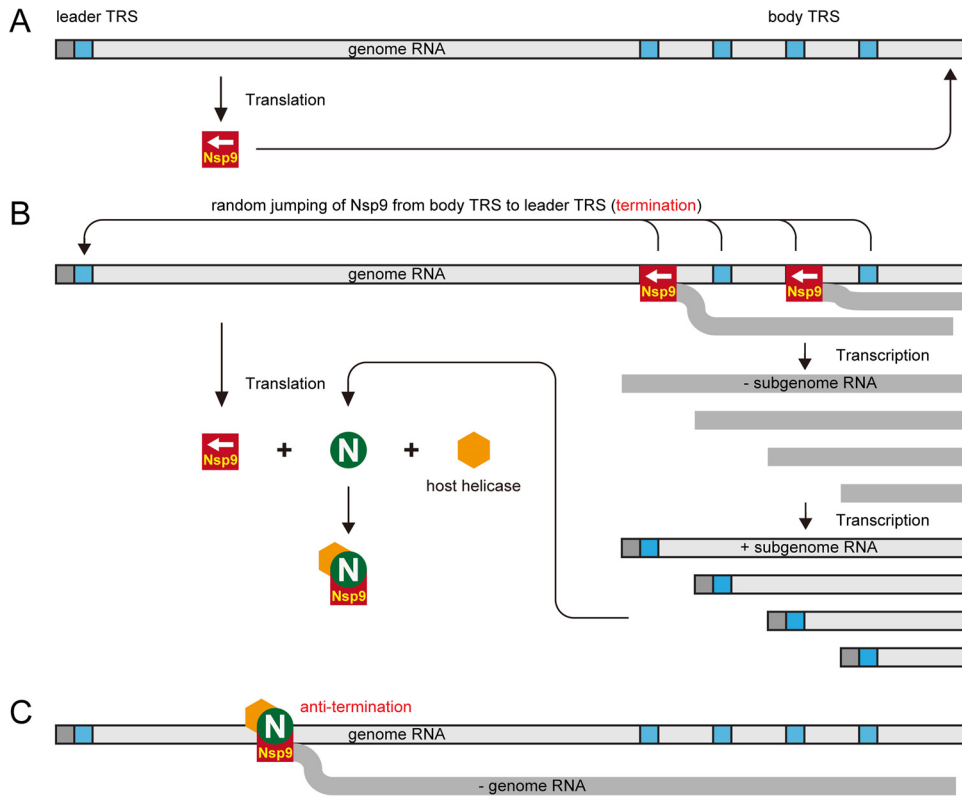 A
leader TRS
body TRS
genome RNA
Translation
Nsp9
B
random jumping of Nsp9 from body TRS to leader TRS (termination)
genome RNA
Nsp9
Nsp9
Transcription
- subgenome RNA
Translation
Nsp9
+
N
+
host helicase
Transcription
+ subgenome RNA
N
Nsp9
C
anti-termination
N
genome RNA
Nsp9
- genome RNA